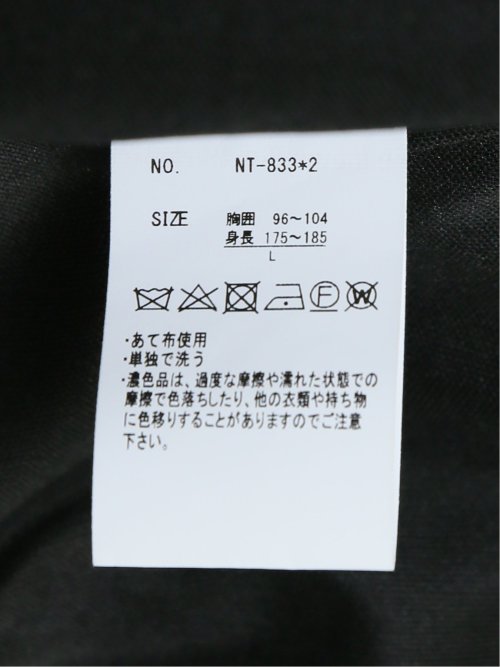 NO. NT-833*2
SIZE 胸囲 96~104
身長 175~185
L
F W
・あて布使用
・単独で洗う
・濃色品は、過度な摩擦や濡れた状態での
摩擦で色落ちしたり、他の衣類や持ち物
に色移りすることがありますのでご注意
下さい。